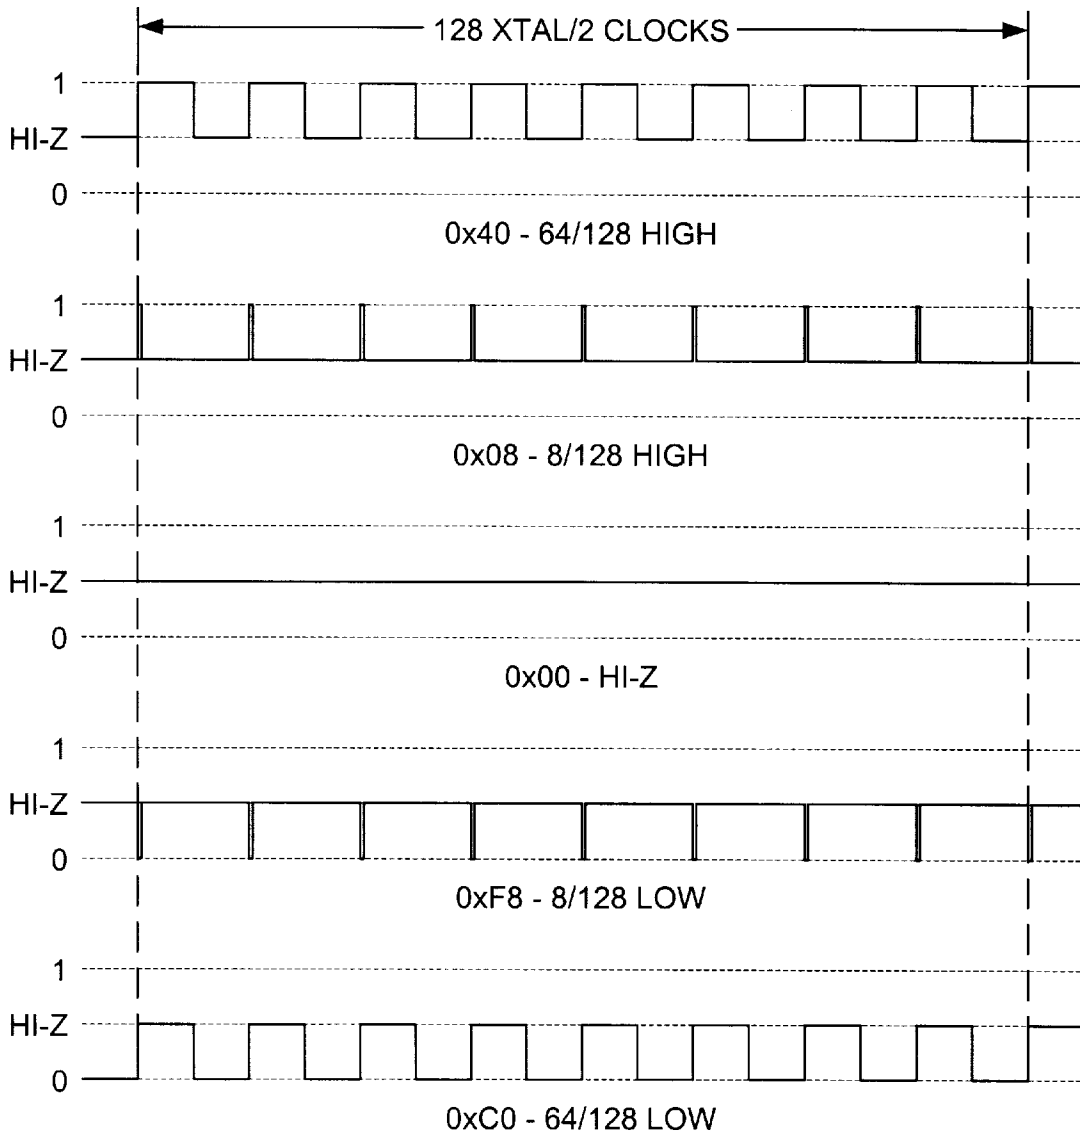 128 XTAL/2 CLOCKS
1
HI-Z
0
0x40 - 64/128 HIGH
1
HI-Z
0
0x08 - 8/128 HIGH
1
HI-Z
0
0x00 - HI-Z
1
HI-Z
0
0xF8 - 8/128 LOW
1
HI-Z
0
0xC0 - 64/128 LOW